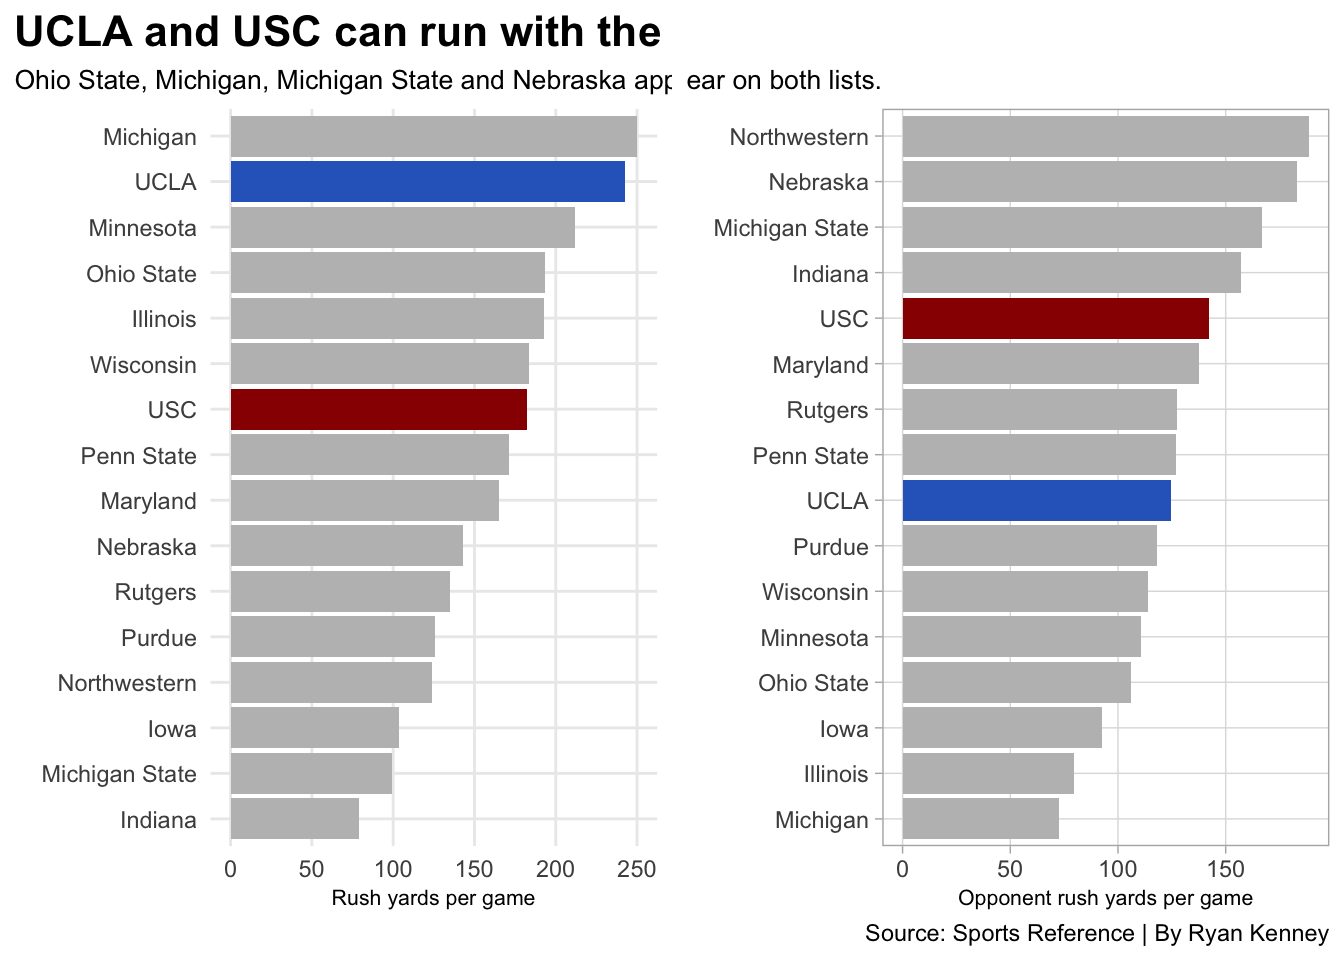 UCLA and USC can run with the
Ohio State, Michigan, Michigan State and Nebraska app ear on both lists.
Michigan
UCLA
Minnesota
Ohio State
Illinois
Wisconsin
USC
Penn State
Maryland
Nebraska
Rutgers
Purdue
Northwestern
Iowa
Michigan State
Indiana
0 50 100 150 200 250
Rush yards per game
Northwestern
Nebraska
Michigan State
Indiana
USC
Maryland
Rutgers
Penn State
UCLA
Purdue
Wisconsin
Minnesota
Ohio State
Iowa
Illinois
Michigan
0 50 100 150
Opponent rush yards per game
Source: Sports Reference | By Ryan Kenney